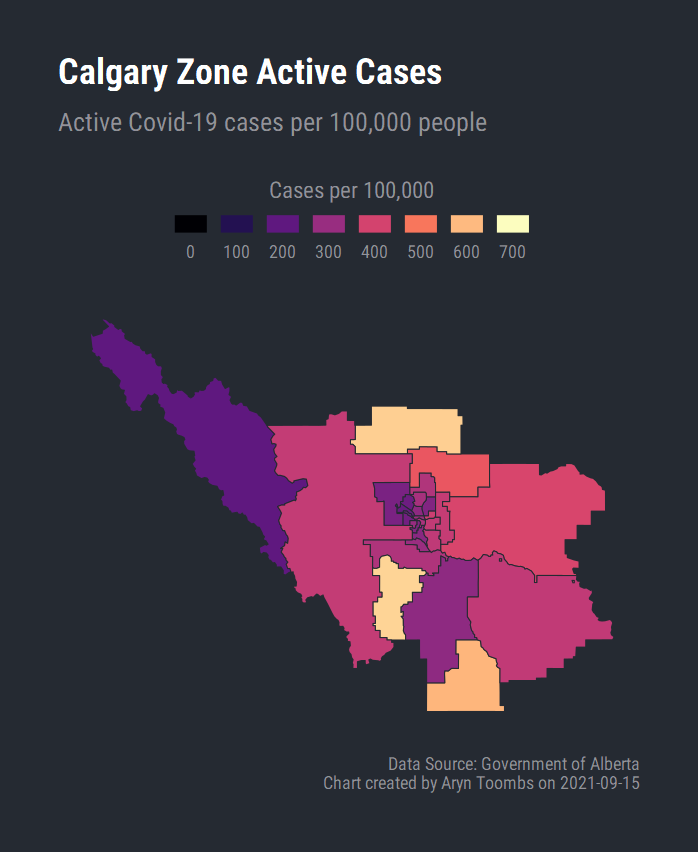 Calgary Zone Active Cases
Active Covid-19 cases per 100,000 people
Cases per 100,000
0 100 200 300 400 500 600 700
Data Source: Government of Alberta
Chart created by Aryn Toombs on 2021-09-15